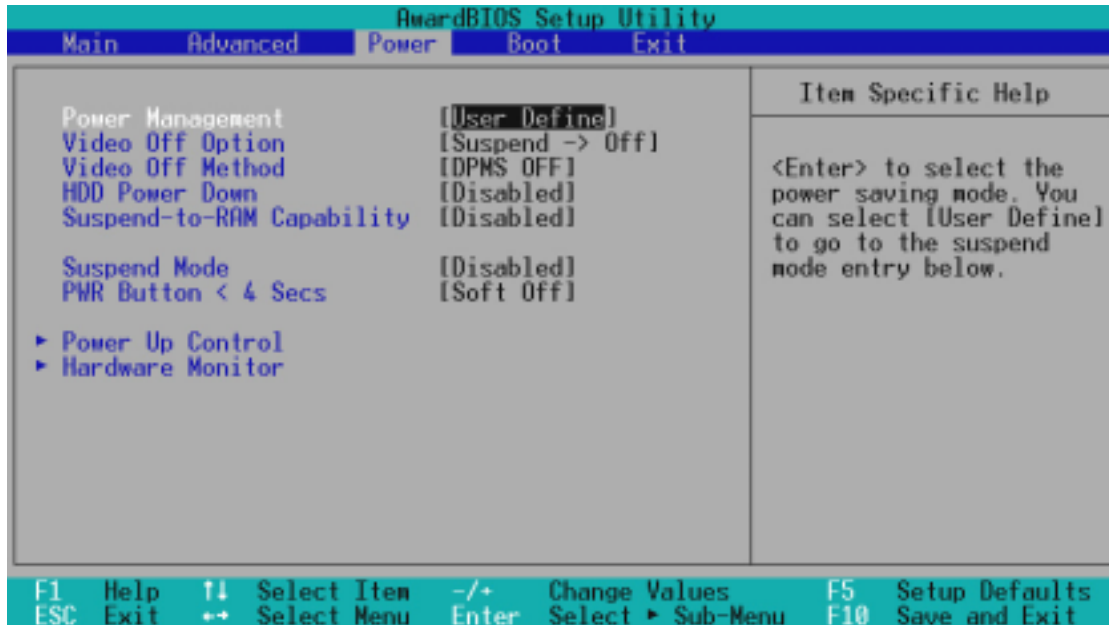 AwardBIOS Setup Utility
Main Advanced Power Boot Exit
Item Specific Help
Power Management [User Define]
Video Off Option [Suspend -> Off]
Video Off Method [DPMS OFF]
HDD Power Down [Disabled]
Suspend-to-RAM Capability [Disabled]
Suspend Mode [Disabled]
PWR Button < 4 Secs [Soft Off]
► Power Up Control
► Hardware Monitor
<Enter> to select the
power saving mode. You
can select [User Define]
to go to the suspend
mode entry below.
F1 Help ↑↓ Select Item -/+ Change Values F5 Setup Defaults
ESC Exit ←→ Select Menu Enter Select ► Sub-Menu F10 Save and Exit